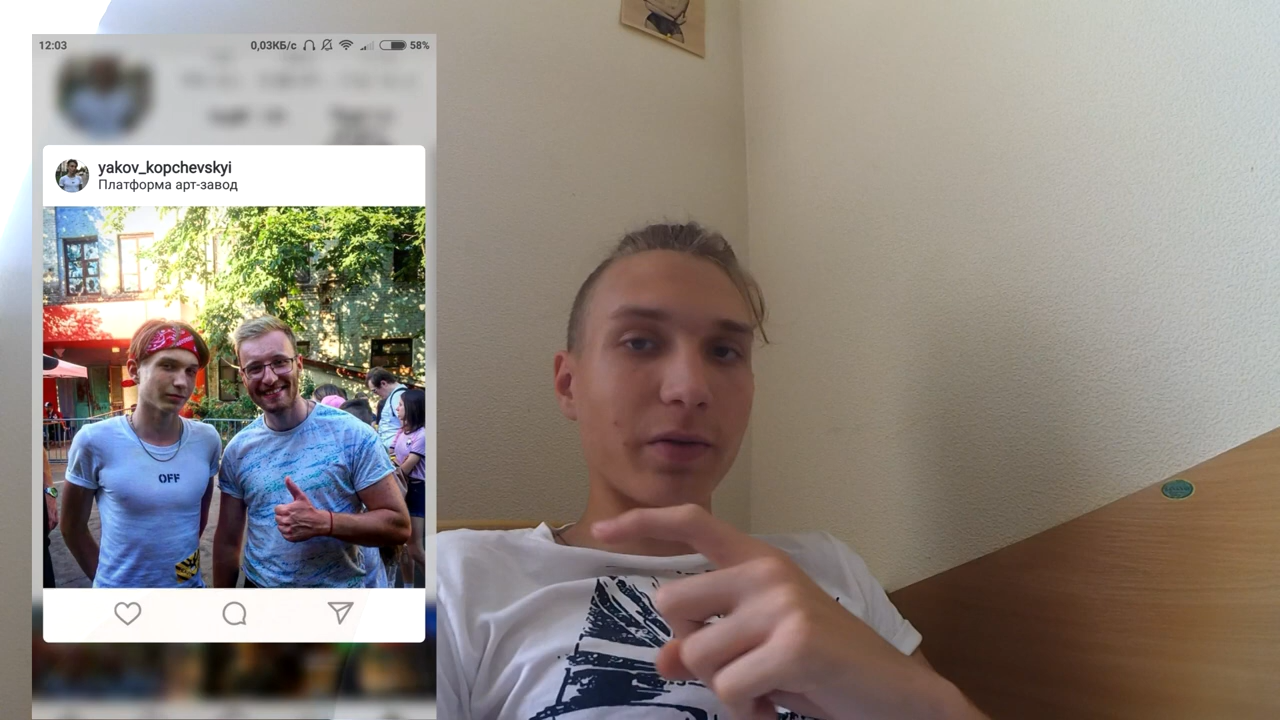 12:03
0,03КБ/с
58%
yakov_kopchevskyi
Платформа арт-завод
OFF